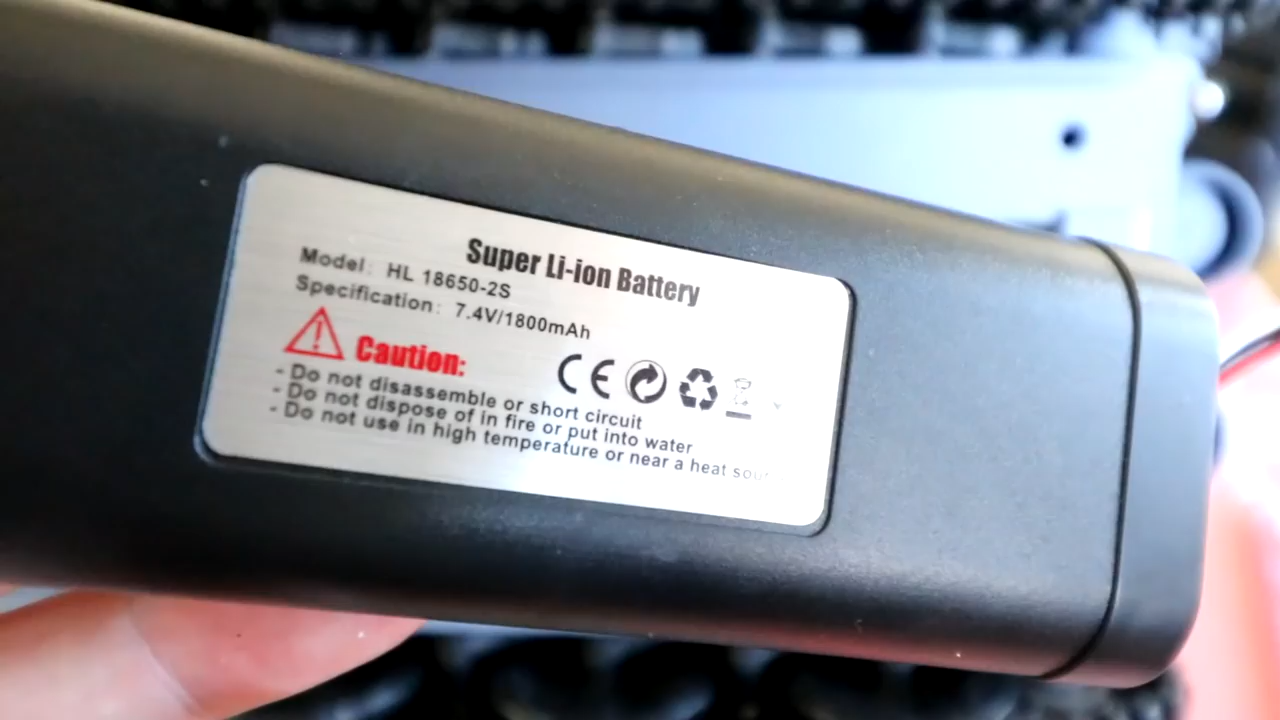 Super Li-ion Battery
Model: HL 18650-2S
Specification: 7.4V/1800mAh
Caution:
CE
- Do not disassemble or short circuit
- Do not dispose of in fire or put into water
- Do not use in high temperature or near a heat